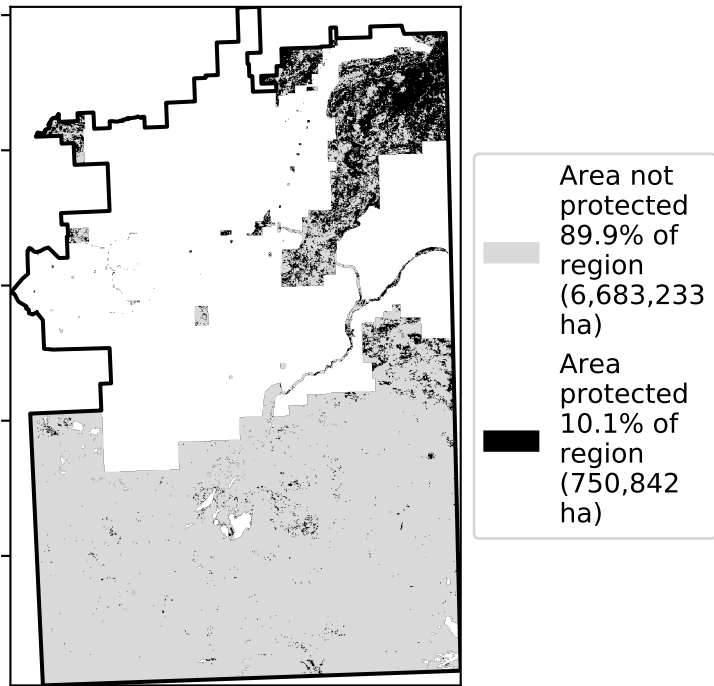 Area not
protected
89.9% of
region
(6,683,233
ha)
Area
protected
10.1% of
region
(750,842
ha)